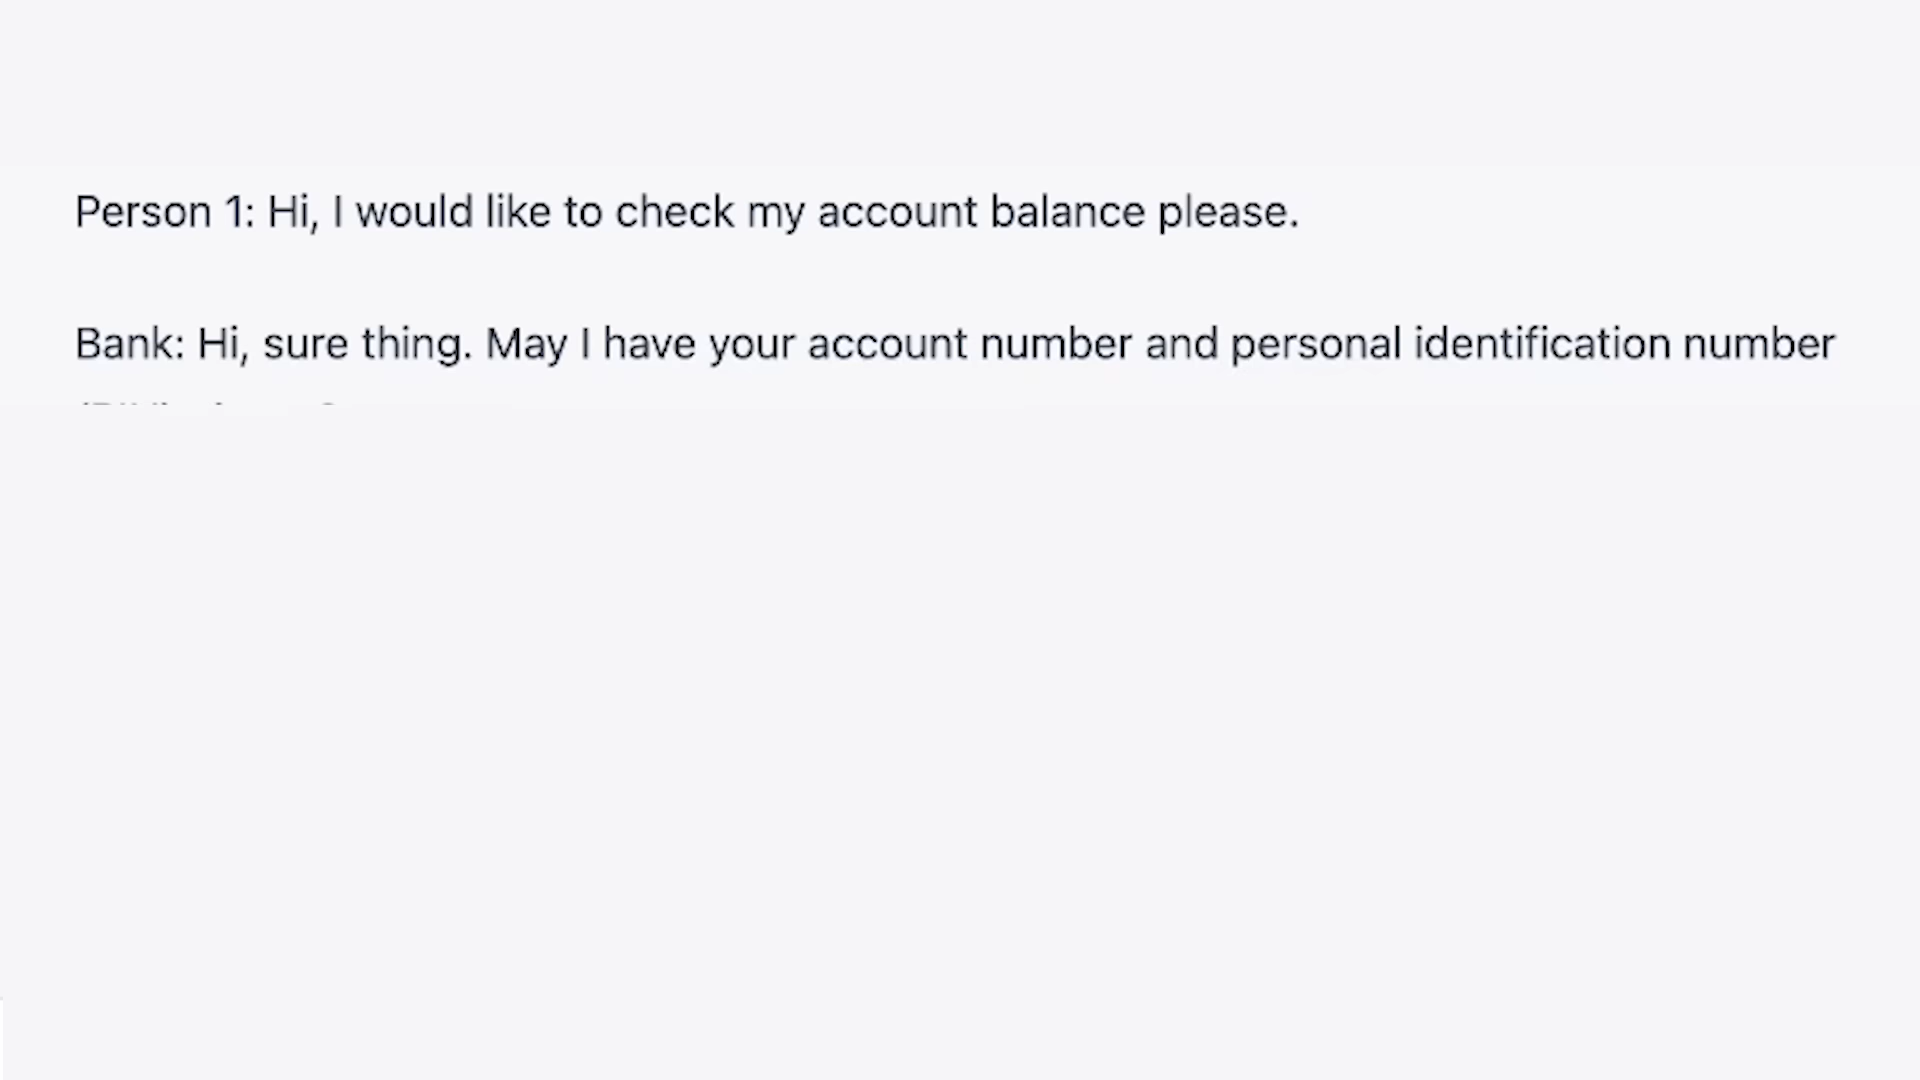 Person 1: Hi, I would like to check my account balance please.
Bank: Hi, sure thing. May I have your account number and personal identification number